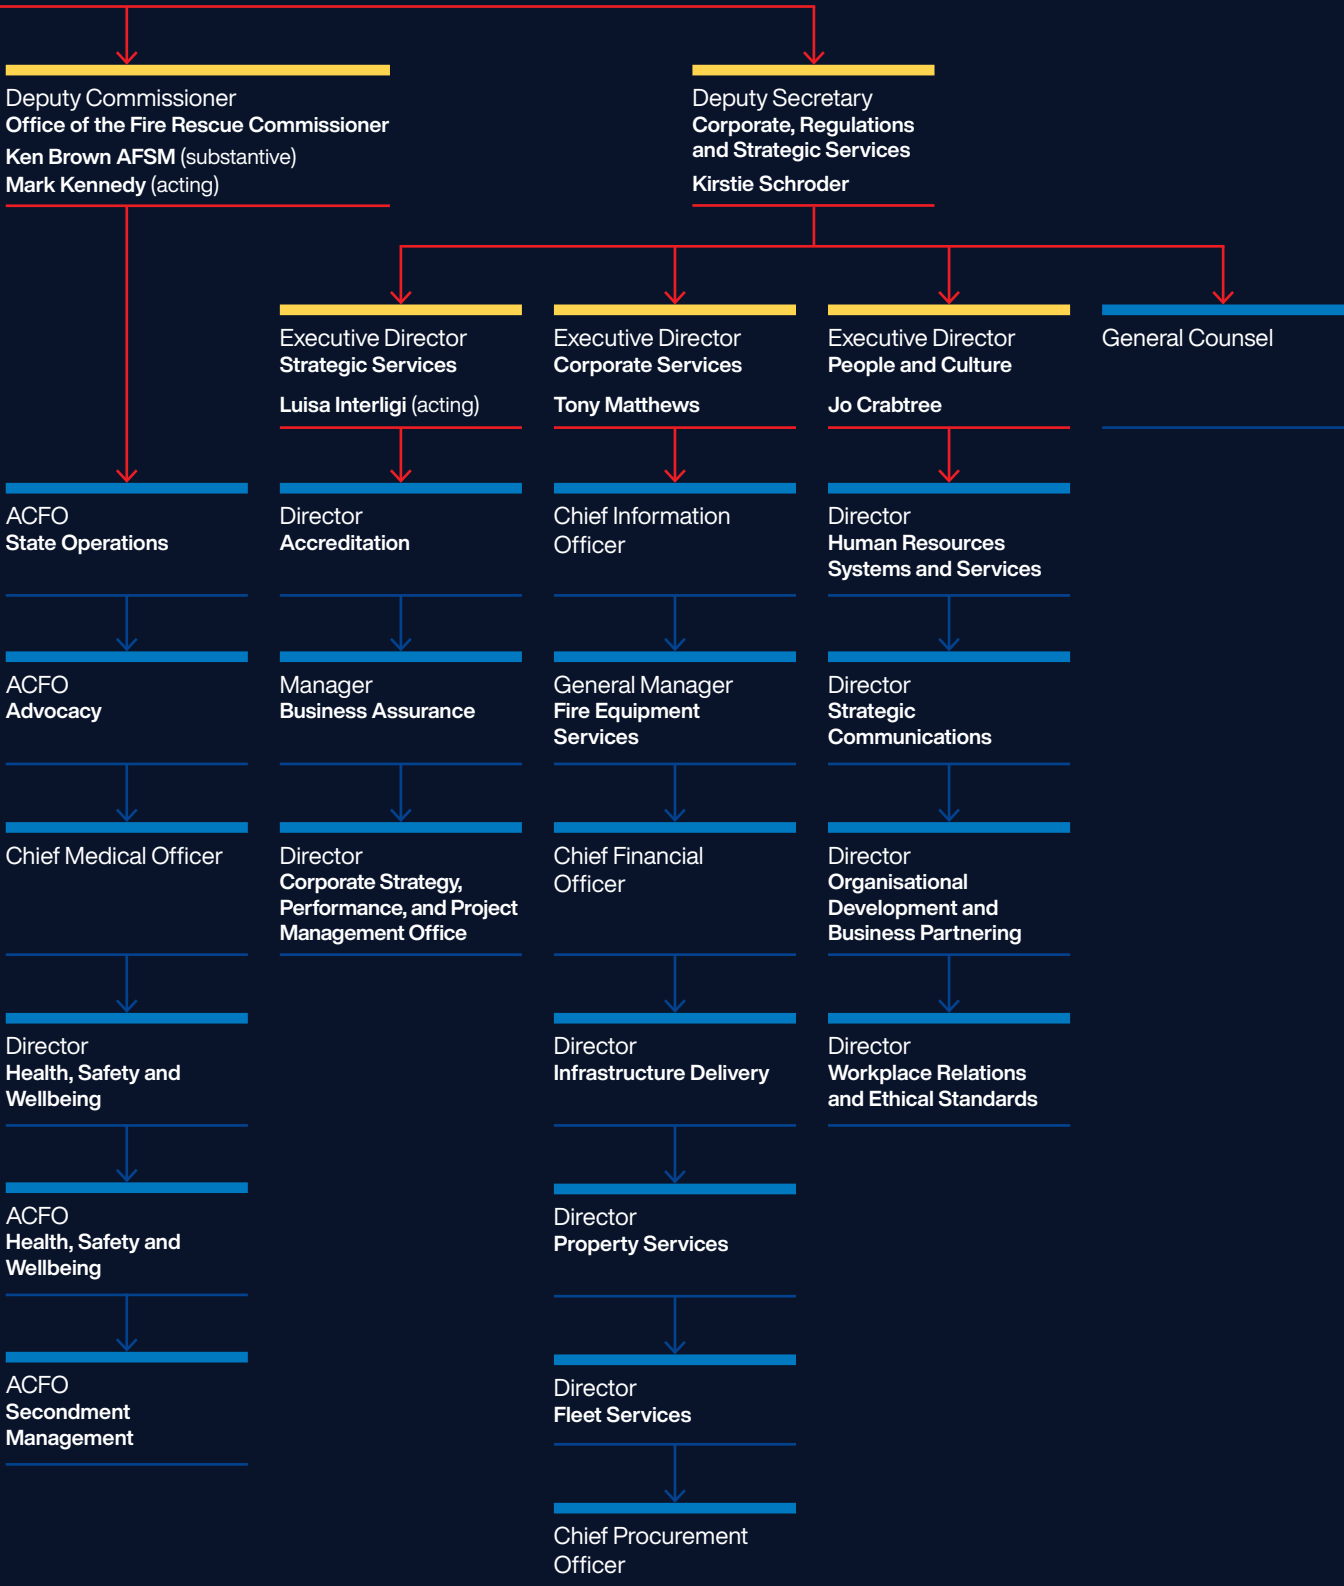 Deputy Commissioner
Office of the Fire Rescue Commissioner
Ken Brown AFSM (substantive)
Mark Kennedy (acting)
Deputy Secretary
Corporate, Regulations
and Strategic Services
Kirstie Schroder
Executive Director
Strategic Services
Luisa Interligi (acting)
Executive Director
Corporate Services
Tony Matthews
Executive Director
People and Culture
Jo Crabtree
General Counsel
ACFO
State Operations
Director
Accreditation
Chief Information
Officer
Director
Human Resources
Systems and Services
ACFO
Advocacy
Manager
Business Assurance
General Manager
Fire Equipment
Services
Director
Strategic
Communications
Chief Medical Officer
Director
Corporate Strategy,
Performance, and Project
Management Office
Chief Financial
Officer
Director
Organisational
Development and
Business Partnering
Director
Health, Safety and
Wellbeing
Director
Infrastructure Delivery
Director
Workplace Relations
and Ethical Standards
ACFO
Health, Safety and
Wellbeing
Director
Property Services
ACFO
Secondment
Management
Director
Fleet Services
Chief Procurement
Officer